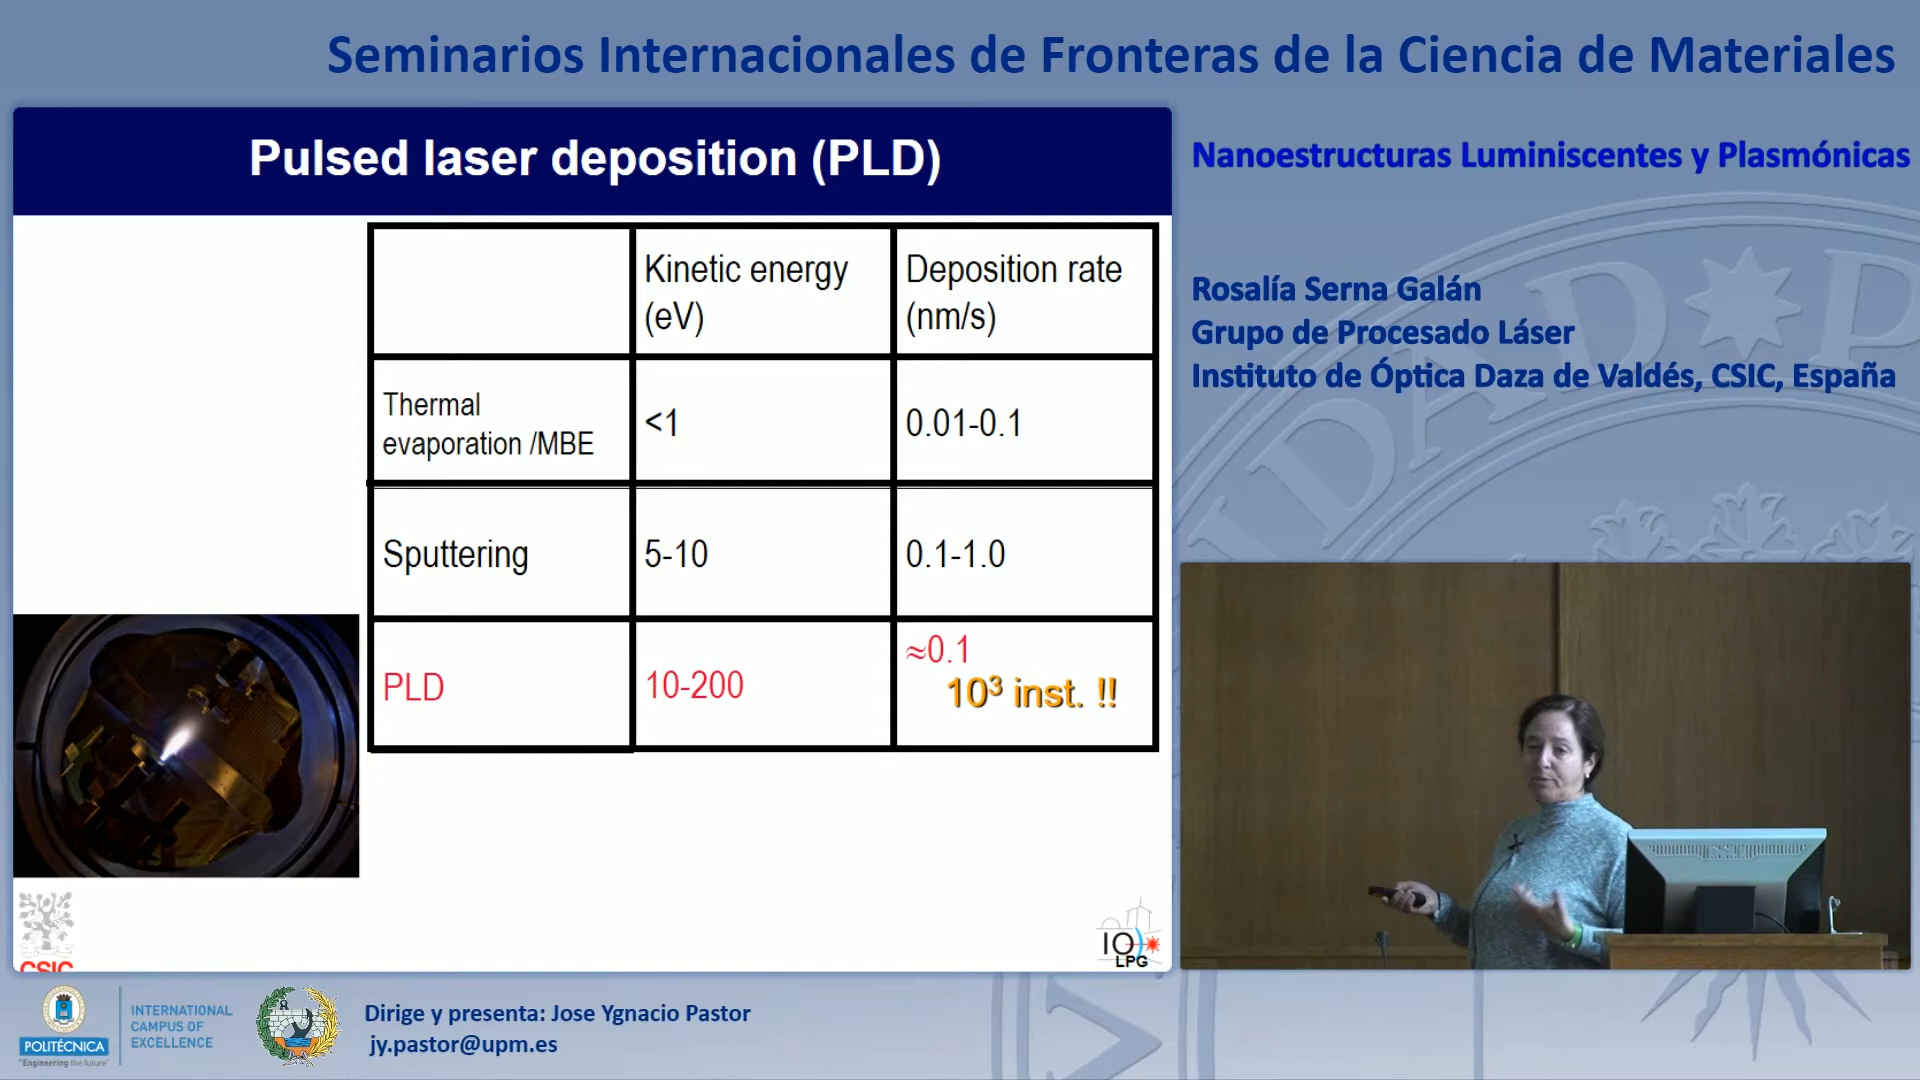 Seminarios Internacionales de Fronteras de la Ciencia de Materiales
Pulsed laser deposition (PLD)
Kinetic energy
(eV)
Deposition rate
(nm/s)
Thermal
evaporation /MBE
<1
0.01-0.1
Sputtering
5-10
0.1-1.0
PLD
10-200
≈0.1
10³ inst. !!
CSIC
IO
LPG
Nanoestructuras Luminiscentes y Plasmónicas
Rosalía Serna Galán
Grupo de Procesado Láser
Instituto de Óptica Daza de Valdés, CSIC, España
POLITÉCNICA
"Engineering the future"
INTERNATIONAL
CAMPUS OF
EXCELLENCE
Dirige y presenta: Jose Ygnacio Pastor
jy.pastor@upm.es